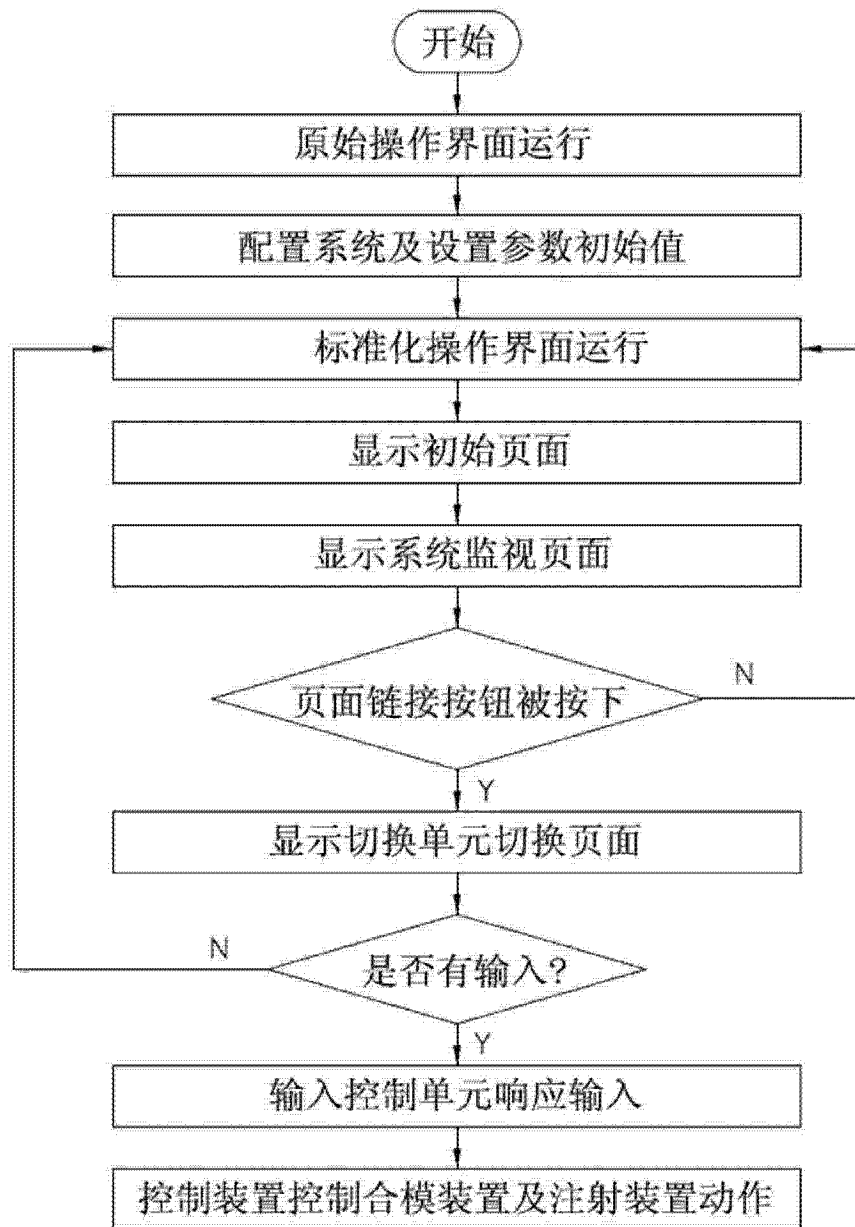 开始
原始操作界面运行
配置系统及设置参数初始值
标准化操作界面运行
显示初始页面
显示系统监视页面
页面链接按钮被按下
N
Y
显示切换单元切换页面
N
是否有输入?
Y
输入控制单元响应输入
控制装置控制合模装置及注射装置动作